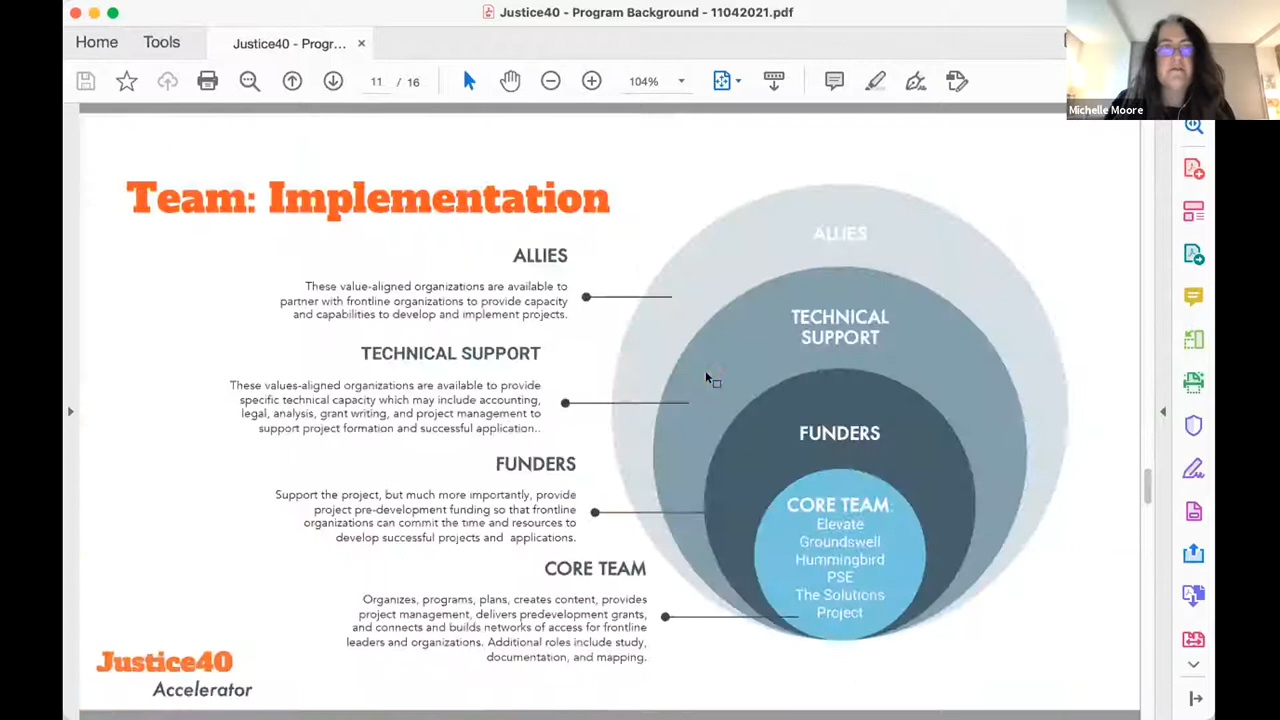 Justice40 - Program Background - 11042021.pdf
Home
Tools
Justice40 - Progr...
11 / 16
104%
Michelle Moore
Team: Implementation
ALLIES
These value-aligned organizations are available to
partner with frontline organizations to provide capacity
and capabilities to develop and implement projects.
TECHNICAL SUPPORT
These values-aligned organizations are available to provide
specific technical capacity which may include accounting,
legal, analysis, grant writing, and project management to
support project formation and successful application..
FUNDERS
Support the project, but much more importantly, provide
project pre-development funding so that frontline
organizations can commit the time and resources to
develop successful projects and applications.
CORE TEAM
Organizes, programs, plans, creates content, provides
project management, delivers predevelopment grants,
and connects and builds networks of access for frontline
leaders and organizations. Additional roles include study,
documentation, and mapping.
ALLIES
TECHNICAL
SUPPORT
FUNDERS
CORE TEAM:
Elevate
Groundswell
Hummingbird
PSE
The Solutions
Project
Justice40
Accelerator